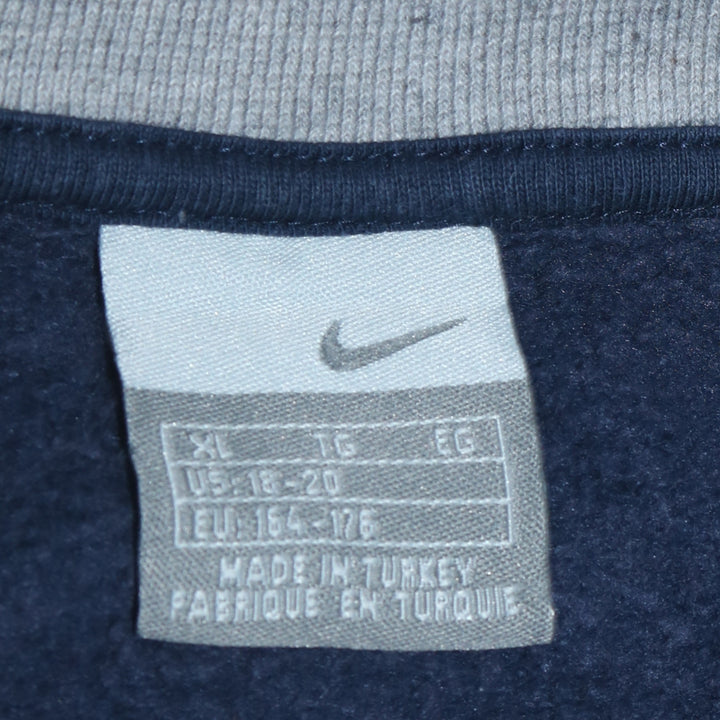 XL TG EG
US: 18-20
EU: 164-176
MADE IN TURKEY
FABRIQUE EN TURQUIE